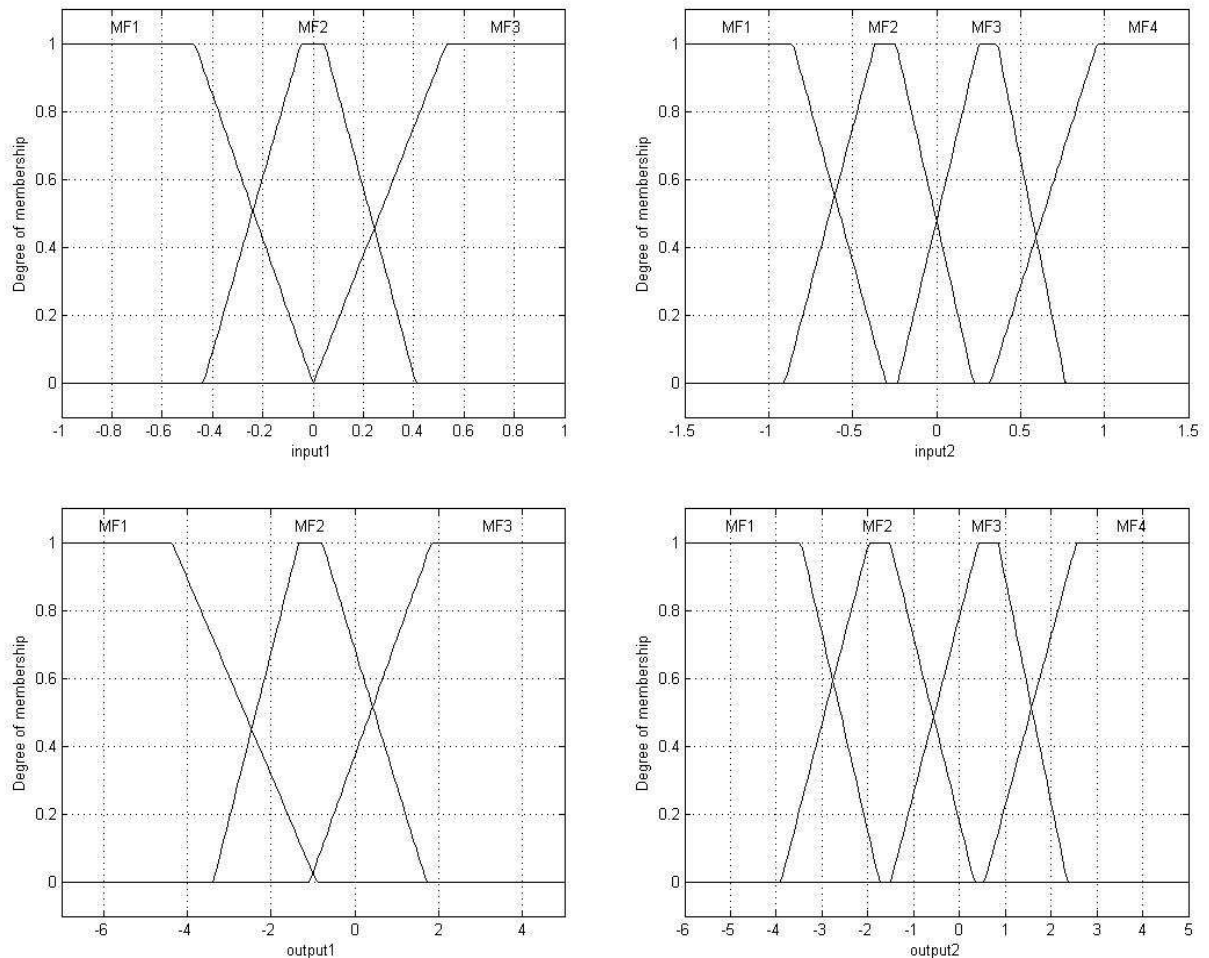 MF1 MF2 MF3
1
0.8
0.6
0.4
0.2
0
Degree of membership
-1 -0.8 -0.6 -0.4 -0.2 0 0.2 0.4 0.6 0.8 1
input1
MF1 MF2 MF3 MF4
1
0.8
0.6
0.4
0.2
0
Degree of membership
-1.5 -1 -0.5 0 0.5 1 1.5
input2
MF1 MF2 MF3
1
0.8
0.6
0.4
0.2
0
Degree of membership
-6 -4 -2 0 2 4
output1
MF1 MF2 MF3 MF4
1
0.8
0.6
0.4
0.2
0
Degree of membership
-6 -5 -4 -3 -2 -1 0 1 2 3 4 5
output2